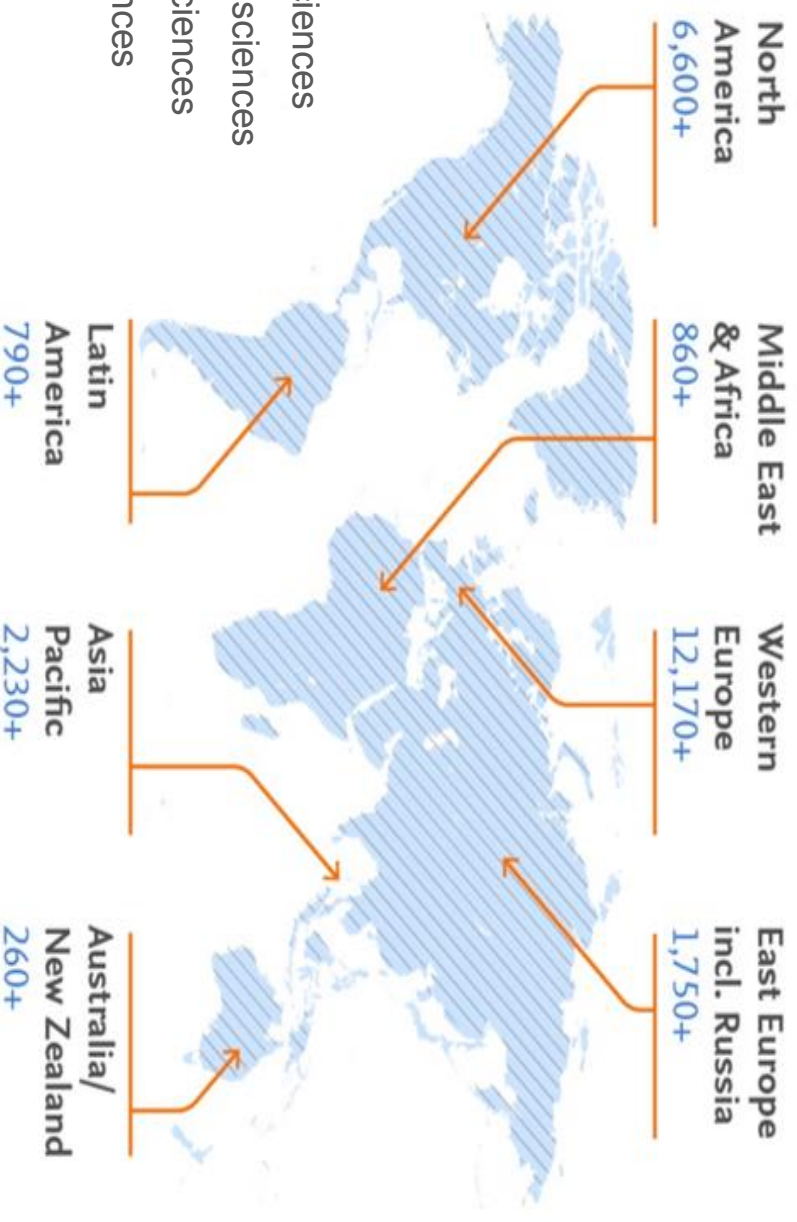 North
America
6,600+
Middle East
& Africa
860+
Western
Europe
12,170+
East Europe
incl. Russia
1,750+
Latin
America
790+
Asia
Pacific
2,230+
Australia/
New Zealand
260+